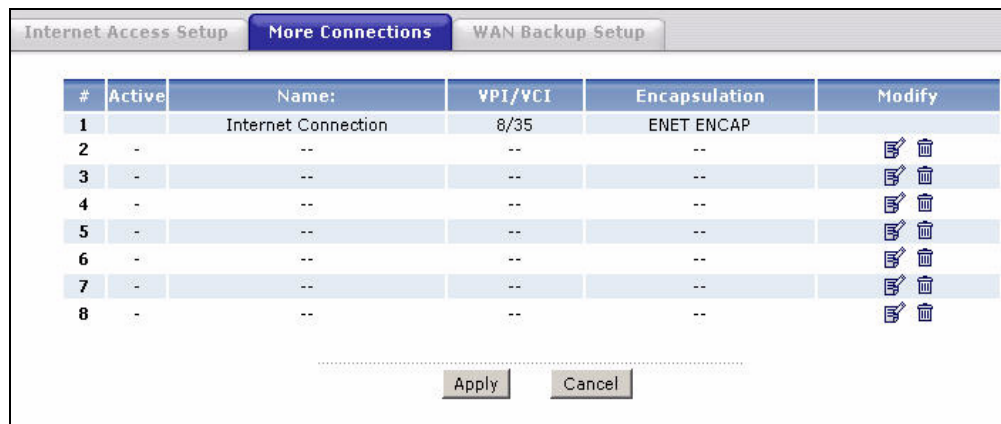 Internet Access Setup More Connections WAN Backup Setup
# Active Name: VPI/VCI Encapsulation Modify
1 Internet Connection 8/35 ENET ENCAP
2 - -- -- --
3 - -- -- --
4 - -- -- --
5 - -- -- --
6 - -- -- --
7 - -- -- --
8 - -- -- --
Apply Cancel